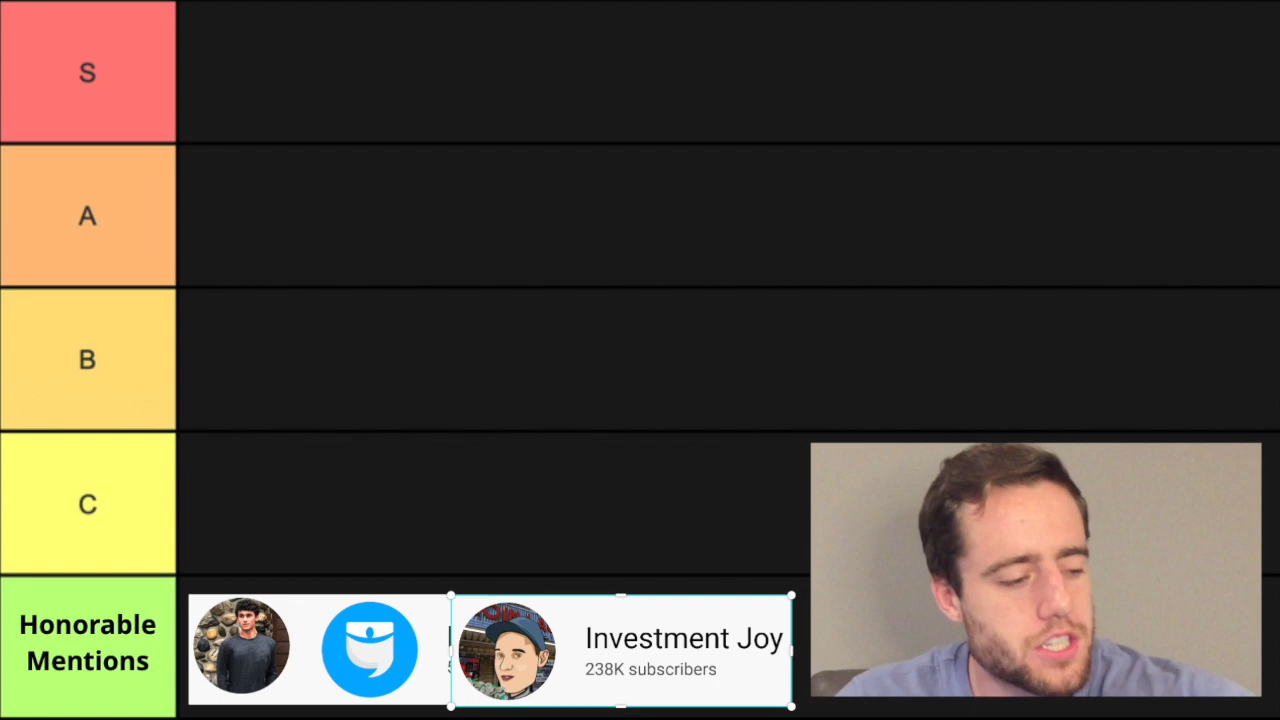 S
A
B
C
Honorable
Mentions
Investment Joy
238K subscribers